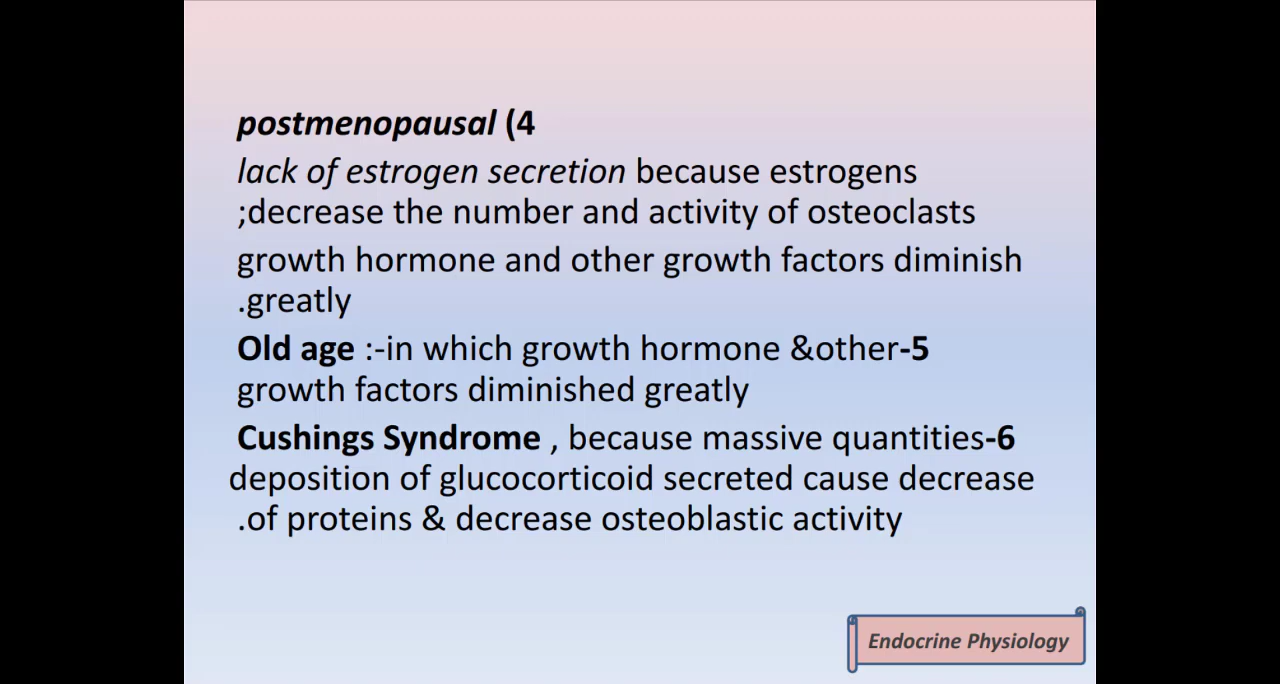 postmenopausal (4
lack of estrogen secretion because estrogens
;decrease the number and activity of osteoclasts
growth hormone and other growth factors diminish
.greatly
Old age :-in which growth hormone &other-5
growth factors diminished greatly
Cushings Syndrome , because massive quantities-6
deposition of glucocorticoid secreted cause decrease
.of proteins & decrease osteoblastic activity
Endocrine Physiology